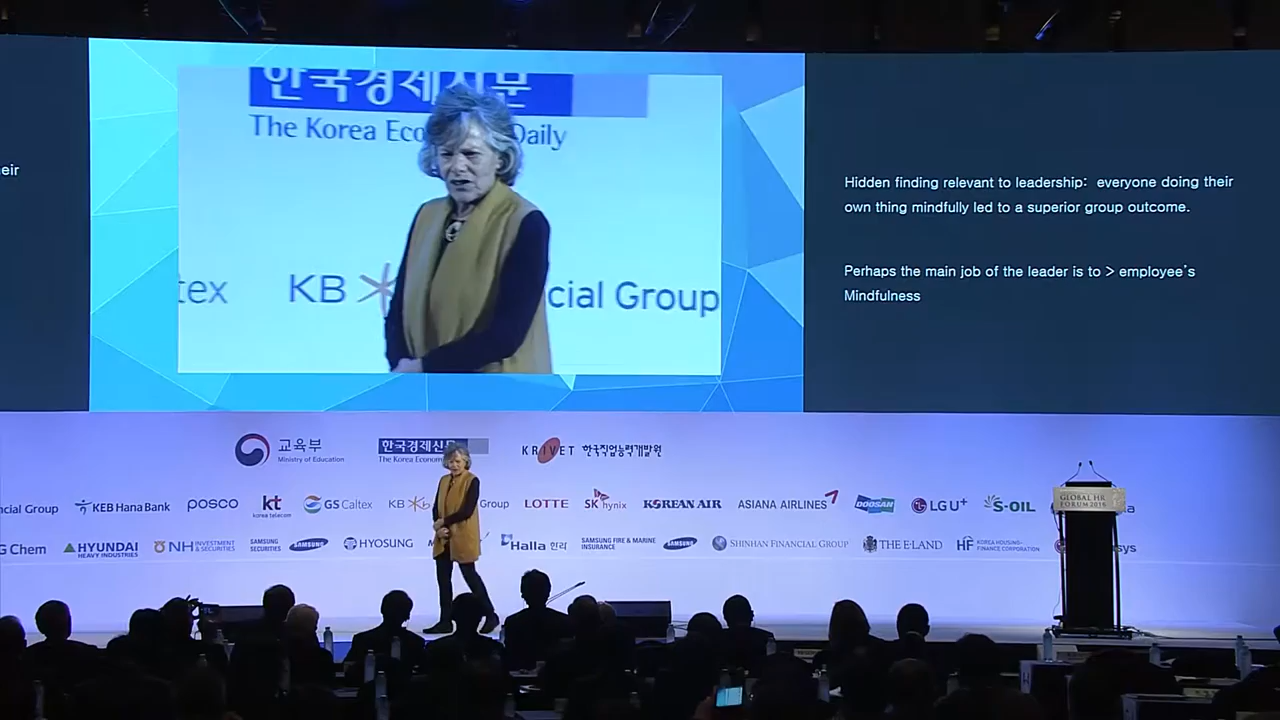 eir
한국경제신문
The Korea Eco Daily
tex KB cial Group
Hidden finding relevant to leadership: everyone doing their
own thing mindfully led to a superior group outcome.
Perhaps the main job of the leader is to > employee's
Mindfulness
교육부
Ministry of Education
한국경제신문
The Korea Econom
KRIVET 한국직업능력개발원
ncial Group KEB Hana Bank posco kt korea telecom GS Caltex KB b Group LOTTE SK hynix KOREAN AIR ASIANA AIRLINES DOOSAN LG U+ S-OIL
G Chem HYUNDAI HEAVY INDUSTRIES NH INVESTMENT & SECURITIES SAMSUNG SECURITIES SAMSUNG HYOSUNG Halla 한라 SAMSUNG FIRE & MARINE INSURANCE SAMSUNG SHINHAN FINANCIAL GROUP THE E·LAND HF KOREA HOUSING-FINANCE CORPORATION sys
GLOBAL HR
FORUM 2016